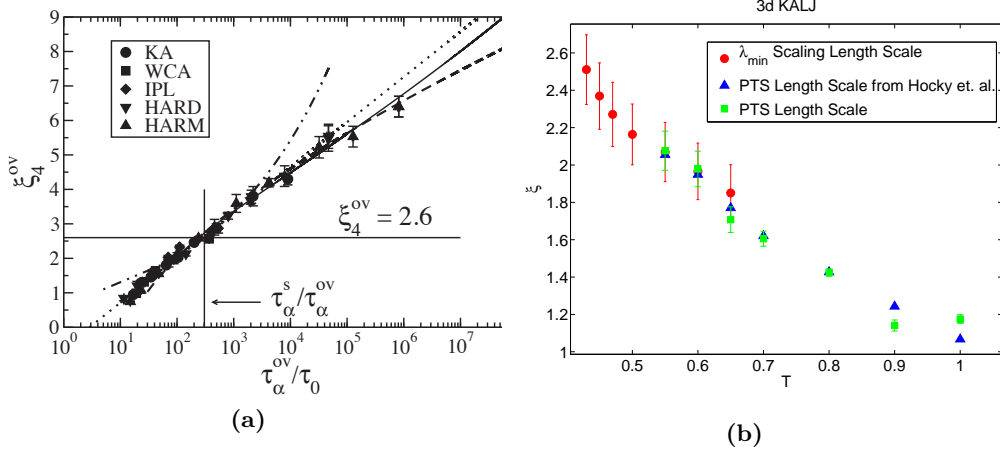 9
8
7
6
5
4
3
2
1
0
ξ₄ᵒᵛ
KA
WCA
IPL
HARD
HARM
ξ₄ᵒᵛ = 2.6
τₐˢ/τₐᵒᵛ
10⁰ 10¹ 10² 10³ 10⁴ 10⁵ 10⁶ 10⁷
τₐᵒᵛ/τ₀
(a)
3d KALJ
2.6
2.4
2.2
2
1.8
1.6
1.4
1.2
1
ξ
λmin Scaling Length Scale
PTS Length Scale from Hocky et. al.
PTS Length Scale
0.5 0.6 0.7 0.8 0.9 1
T
(b)